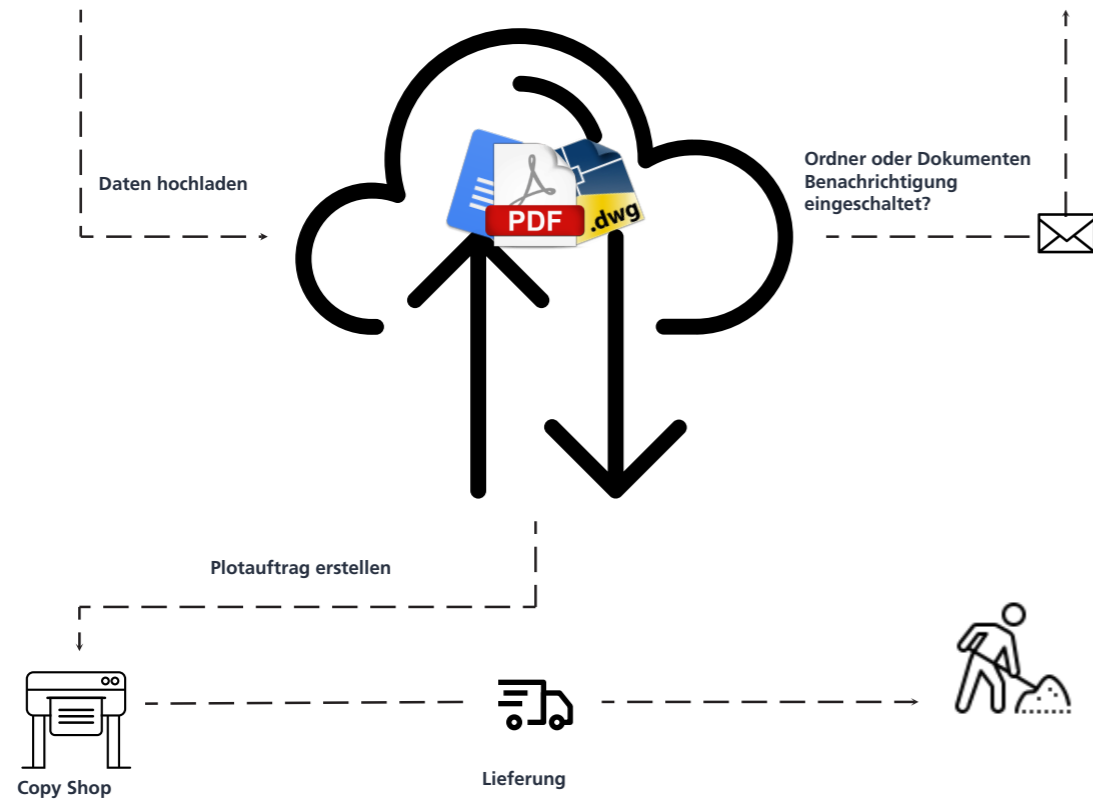 Daten hochladen
Ordner oder Dokumenten
Benachrichtigung
eingeschaltet?
PDF
.dwg
Plotauftrag erstellen
Copy Shop
Lieferung